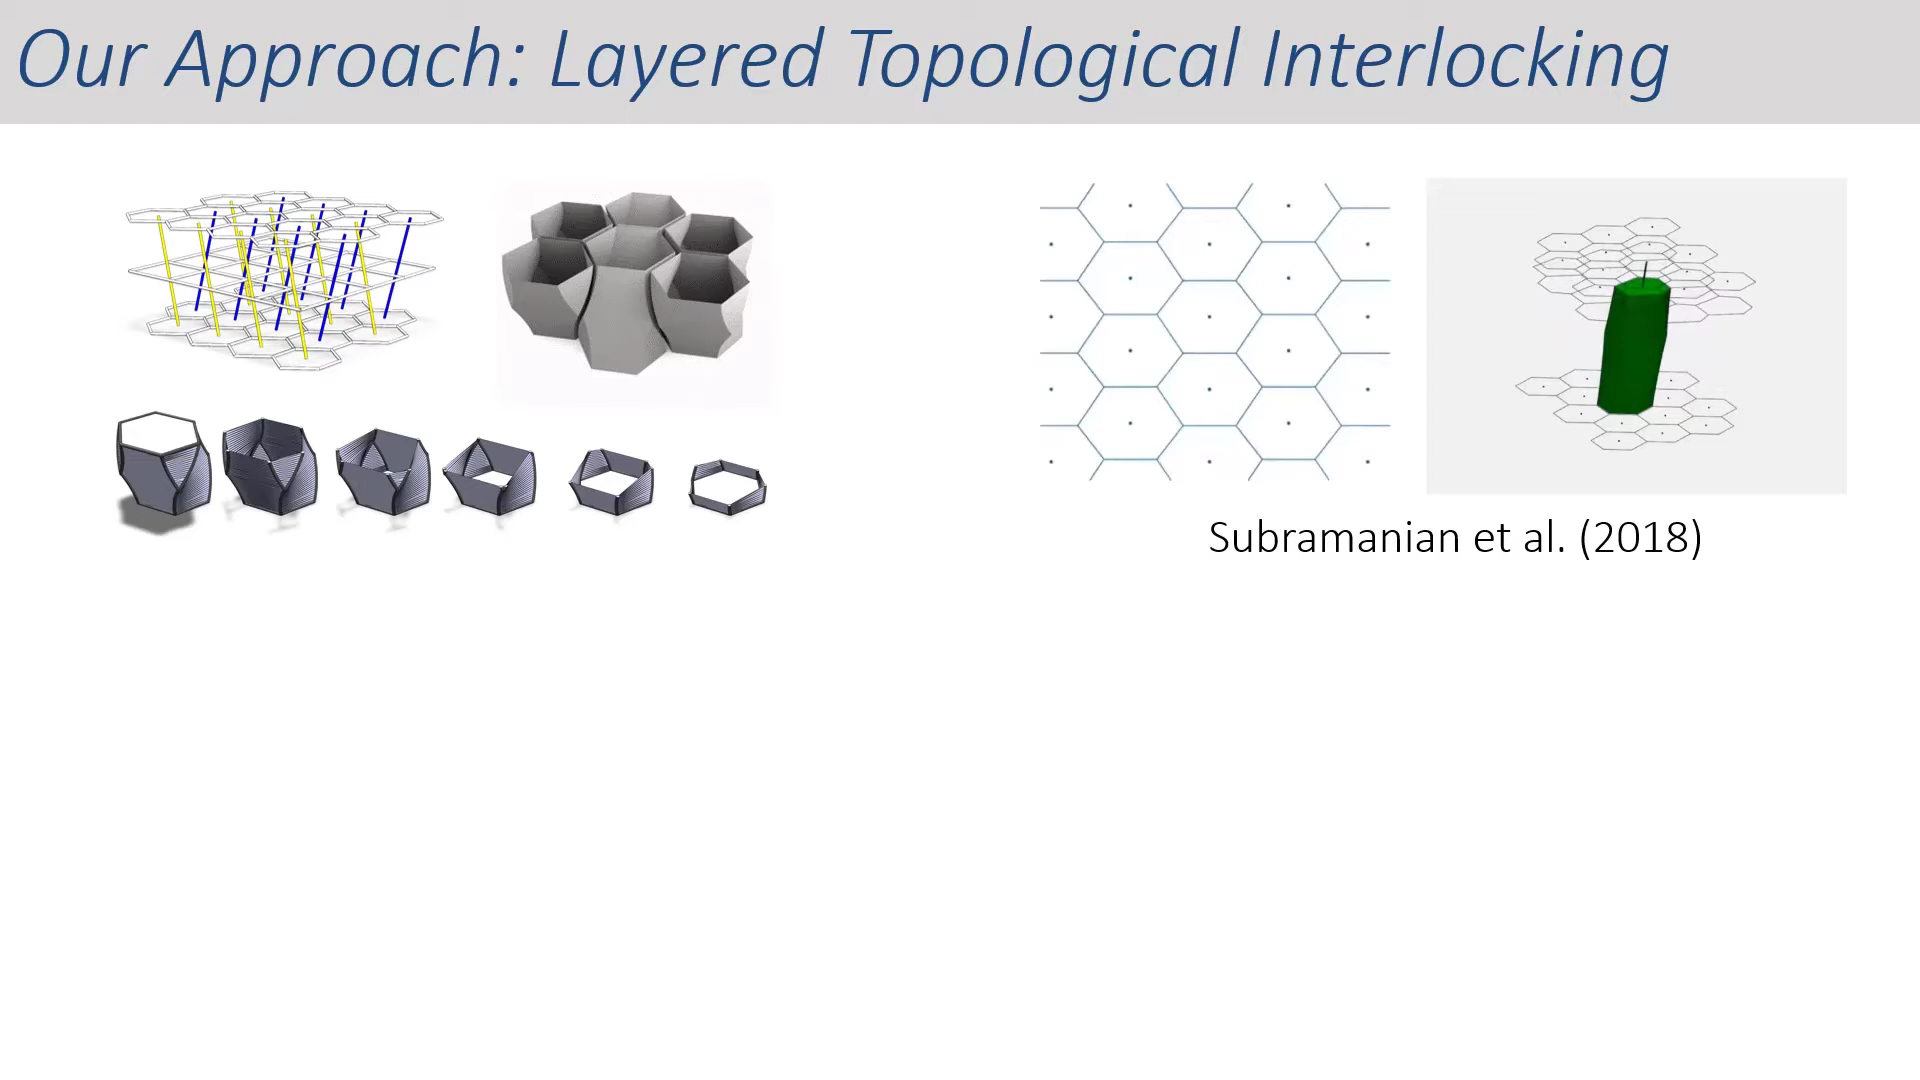 Our Approach: Layered Topological Interlocking
Subramanian et al. (2018)